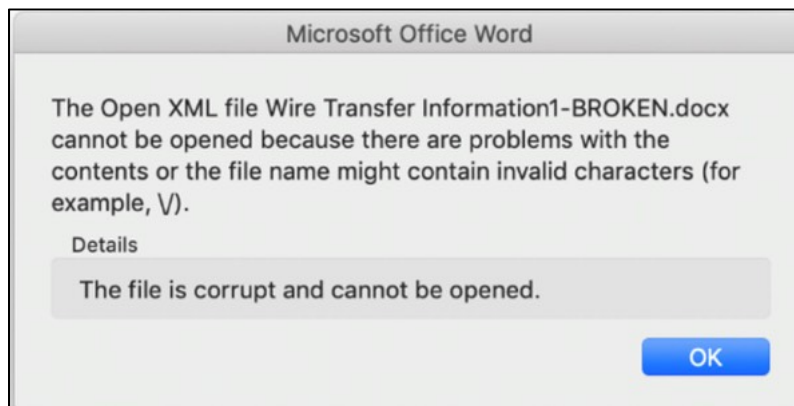 Microsoft Office Word
The Open XML file Wire Transfer Information1-BROKEN.docx
cannot be opened because there are problems with the
contents or the file name might contain invalid characters (for
example, \/).
Details
The file is corrupt and cannot be opened.
OK